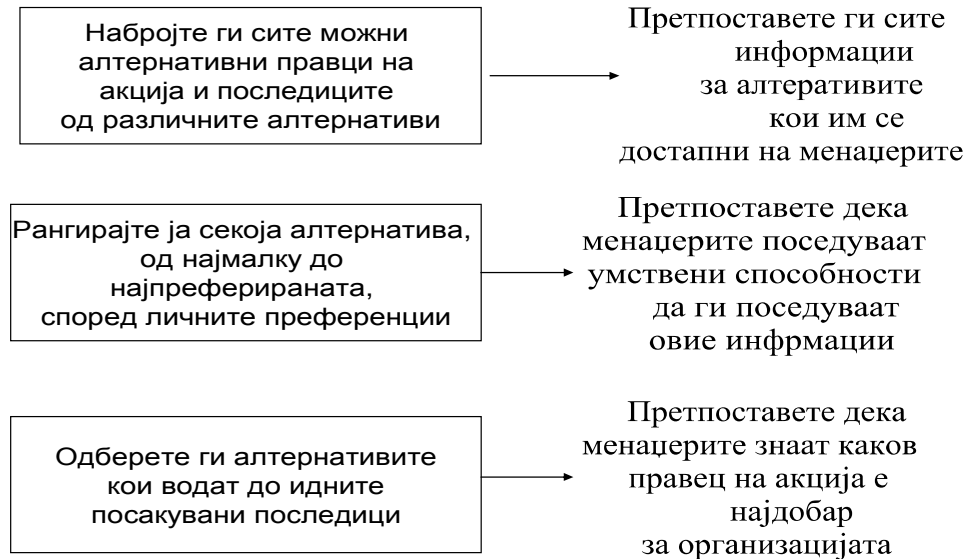 Набројте ги сите можни
алтернативни правци на
акција и последиците
од различните алтернативи
Претпоставете ги сите
информации
за алтеративите
кои им се
достапни на менаџерите
Рангирајте ја секоја алтернатива,
од најмалку до
најпреферираната,
според личните преференции
Претпоставете дека
менаџерите поседуваат
умствени способности
да ги поседуваат
овие инфрмации
Одберете ги алтернативите
кои водат до идните
посакувани последици
Претпоставете дека
менаџерите знаат каков
правец на акција е
најдобар
за организацијата